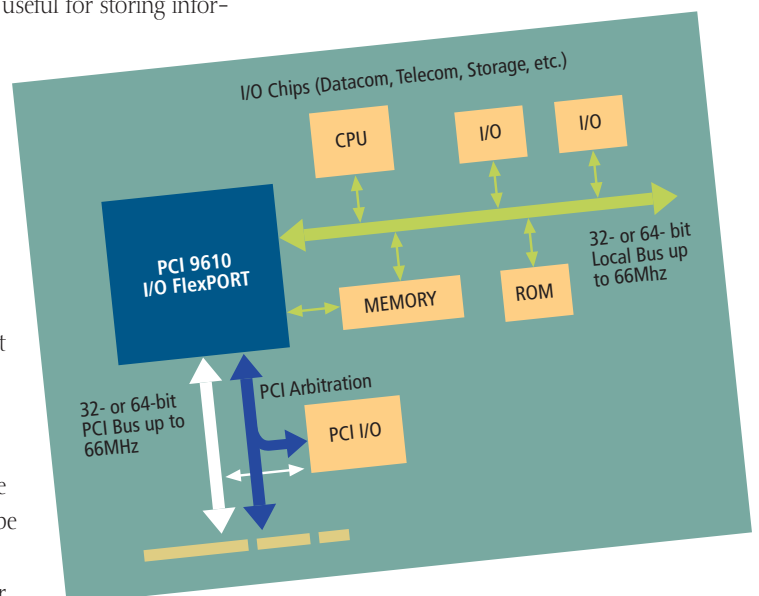 useful for storing infor-
I/O Chips (Datacom, Telecom, Storage, etc.)
CPU
I/O
I/O
PCI 9610
I/O FlexPORT
32- or 64- bit
Local Bus up
to 66Mhz
MEMORY
ROM
PCI Arbitration
32- or 64-bit
PCI Bus up to
66MHz
PCI I/O